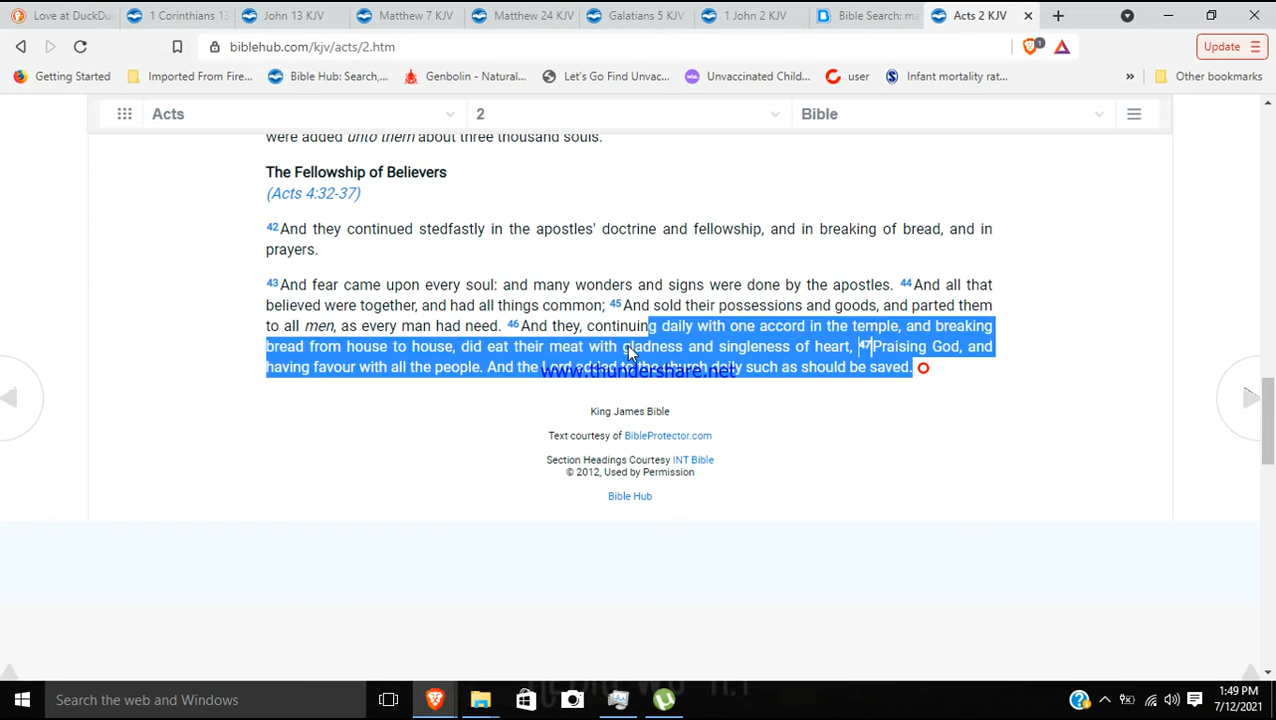 Love at DuckDu
1 Corinthians 13
John 13 KJV
Matthew 7 KJV
Matthew 24 KJV
Galatians 5 KJV
1 John 2 KJV
Bible Search: ma
Acts 2 KJV
biblehub.com/kjv/acts/2.htm
1
Update
Getting Started
Imported From Fire...
Bible Hub: Search,...
Genbolin - Natural...
Let's Go Find Unvac...
Unvaccinated Child...
user
Infant mortality rat...
Other bookmarks
Acts
2
Bible
were added unto them about three thousand souls.
The Fellowship of Believers
(Acts 4:32-37)
42And they continued stedfastly in the apostles' doctrine and fellowship, and in breaking of bread, and in
prayers.
43And fear came upon every soul: and many wonders and signs were done by the apostles. 44And all that
believed were together, and had all things common; 45And sold their possessions and goods, and parted them
to all men, as every man had need. 46And they, continuing daily with one accord in the temple, and breaking
bread from house to house, did eat their meat with gladness and singleness of heart, 47Praising God, and
having favour with all the people. And the Lord added to the church daily such as should be saved.
www.thundershare.net
King James Bible
Text courtesy of BibleProtector.com
Section Headings Courtesy INT Bible
© 2012, Used by Permission
Bible Hub
Search the web and Windows
1:49 PM
7/12/2021